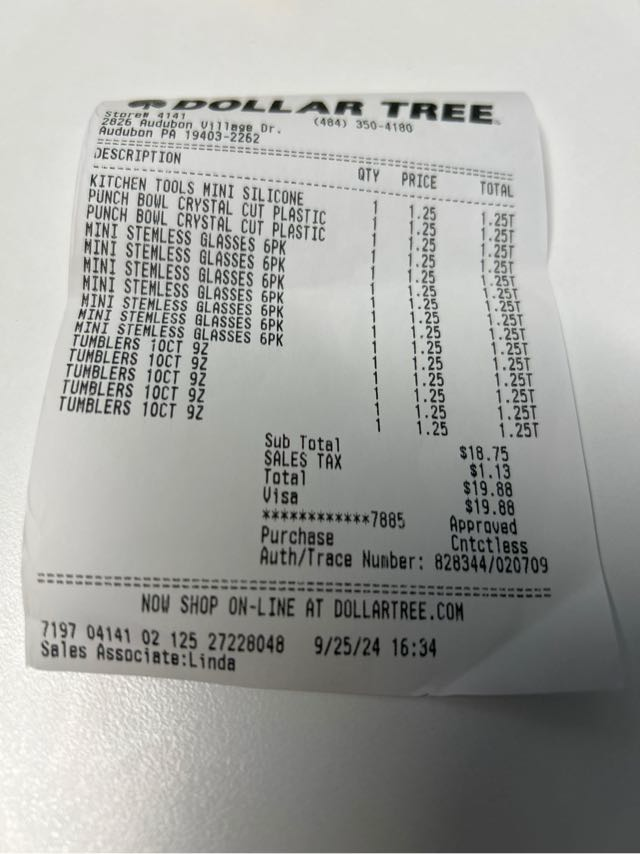 DOLLAR TREE
Store# 4141 (484) 350-4180
2826 Audubon Village Dr.
Audubon PA 19403-2262
DESCRIPTION QTY PRICE TOTAL
KITCHEN TOOLS MINI SILICONE 1 1.25 1.25T
PUNCH BOWL CRYSTAL CUT PLASTIC 1 1.25 1.25T
PUNCH BOWL CRYSTAL CUT PLASTIC 1 1.25 1.25T
MINI STEMLESS GLASSES 6PK 1 1.25 1.25T
MINI STEMLESS GLASSES 6PK 1 1.25 1.25T
MINI STEMLESS GLASSES 6PK 1 1.25 1.25T
MINI STEMLESS GLASSES 6PK 1 1.25 1.25T
MINI STEMLESS GLASSES 6PK 1 1.25 1.25T
MINI STEMLESS GLASSES 6PK 1 1.25 1.25T
MINI STEMLESS GLASSES 6PK 1 1.25 1.25T
TUMBLERS 10CT 9Z 1 1.25 1.25T
TUMBLERS 10CT 9Z 1 1.25 1.25T
TUMBLERS 10CT 9Z 1 1.25 1.25T
TUMBLERS 10CT 9Z 1 1.25 1.25T
TUMBLERS 10CT 9Z 1 1.25 1.25T
Sub Total $18.75
SALES TAX $1.13
Total $19.88
Visa $19.88
************7885 Approved
Purchase Cntctless
Auth/Trace Number: 828344/020709
NOW SHOP ON-LINE AT DOLLARTREE.COM
7197 04141 02 125 27228048 9/25/24 16:34
Sales Associate:Linda